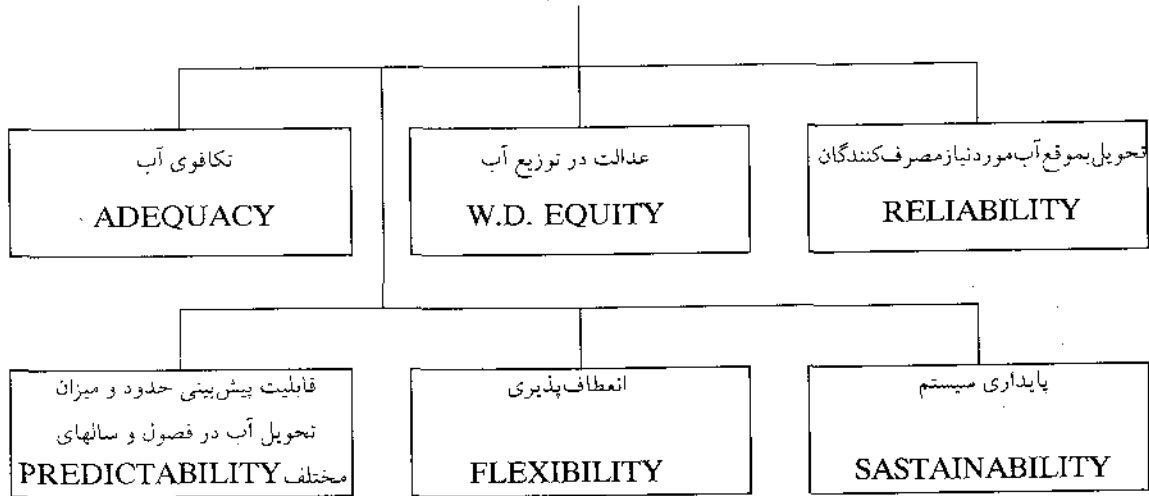 تحویل بموقع آب مورد نیاز مصرف‌کنندگان
RELIABILITY
عدالت در توزیع آب
W.D. EQUITY
تکافوی آب
ADEQUACY
پایداری سیستم
SASTAINABILITY
انعطاف‌پذیری
FLEXIBILITY
قابلیت پیش‌بینی حدود و میزان
تحویل آب در فصول و سالهای
مختلف PREDICTABILITY